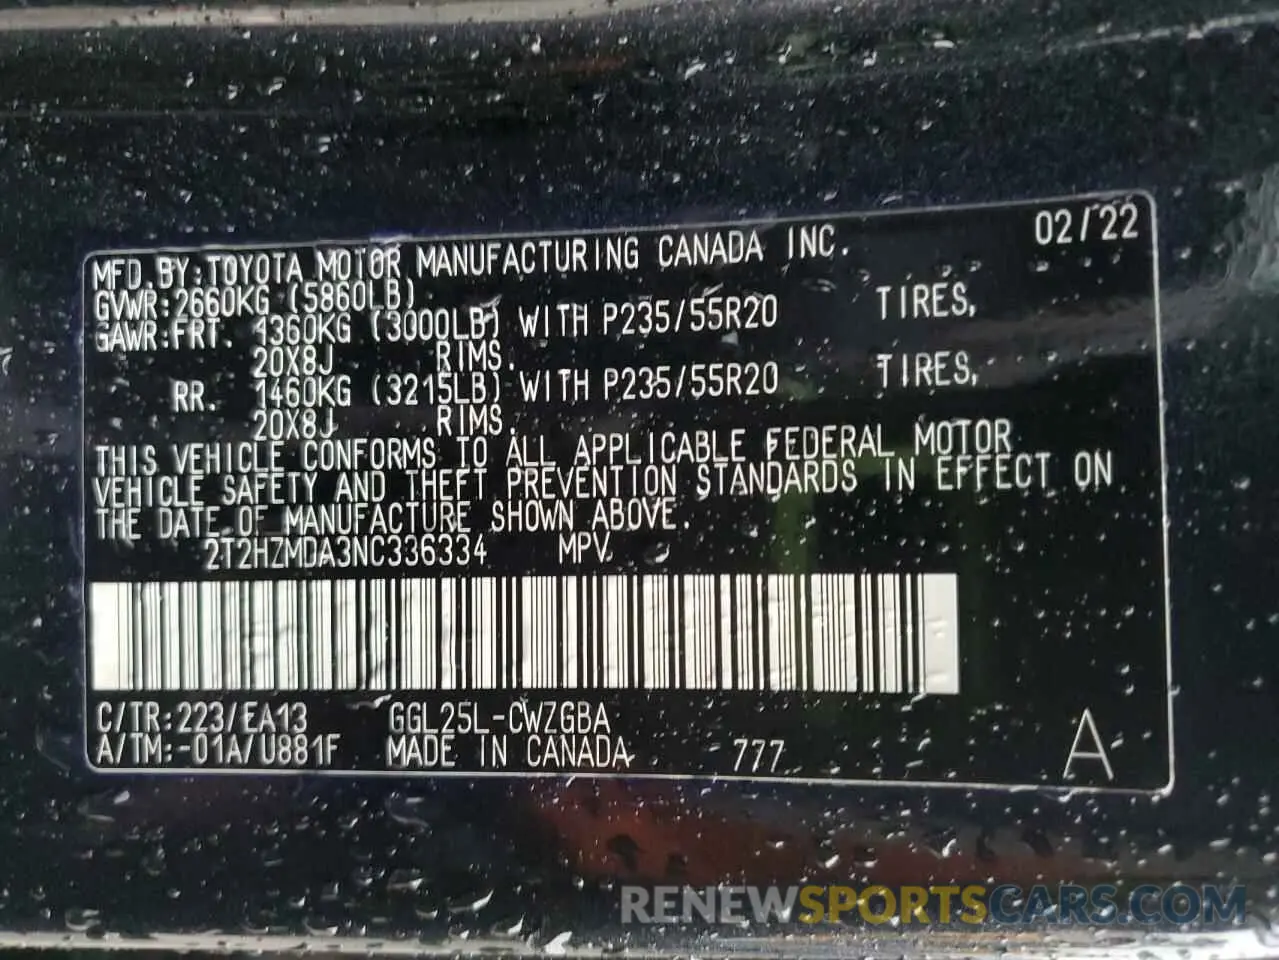 02/22
MFD.BY:TOYOTA MOTOR MANUFACTURING CANADA INC.
GVWR:2660KG (5860LB)
GAWR:FRT. 1360KG (3000LB) WITH P235/55R20 TIRES,
20X8J RIMS.
RR. 1460KG (3215LB) WITH P235/55R20 TIRES,
20X8J RIMS.
THIS VEHICLE CONFORMS TO ALL APPLICABLE FEDERAL MOTOR
VEHICLE SAFETY AND THEFT PREVENTION STANDARDS IN EFFECT ON
THE DATE OF MANUFACTURE SHOWN ABOVE.
2T2HZMDA3NC336334 MPV
C/TR:223/EA13 GGL25L-CWZGBA
A/TM:-01A/U881F MADE IN CANADA 777 A
RENEWSPORTSCARS.COM